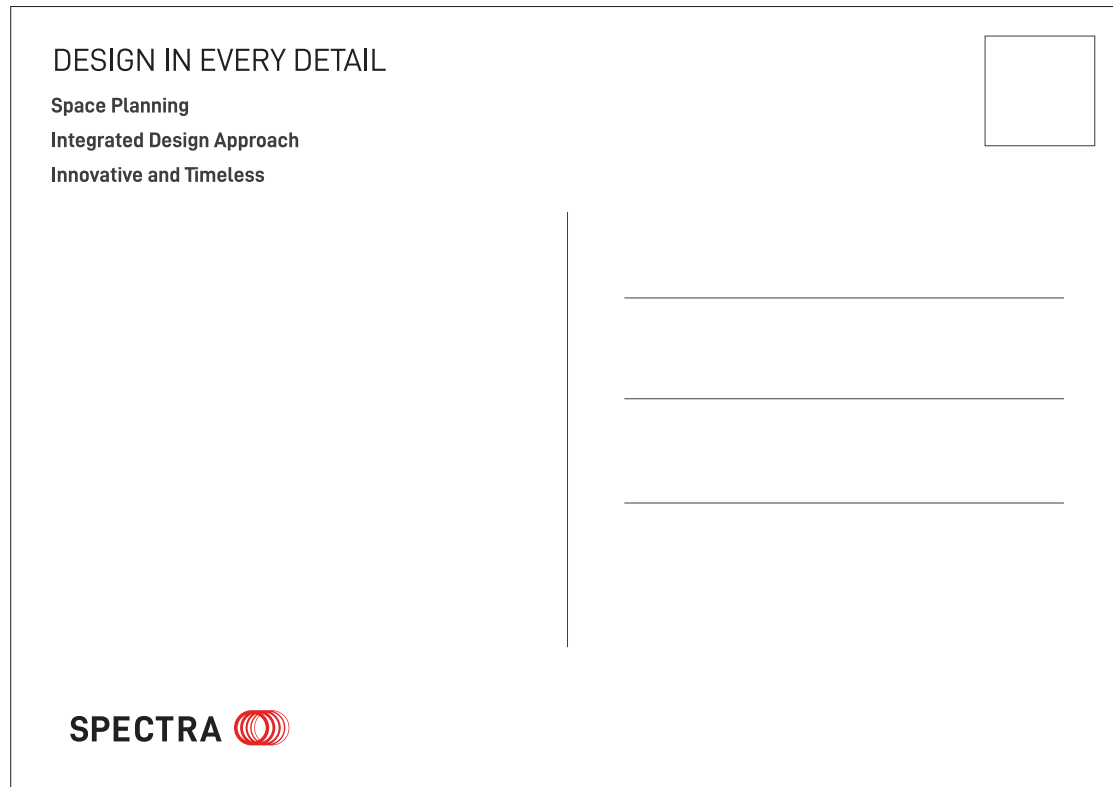 DESIGN IN EVERY DETAIL
Space Planning
Integrated Design Approach
Innovative and Timeless
SPECTRA